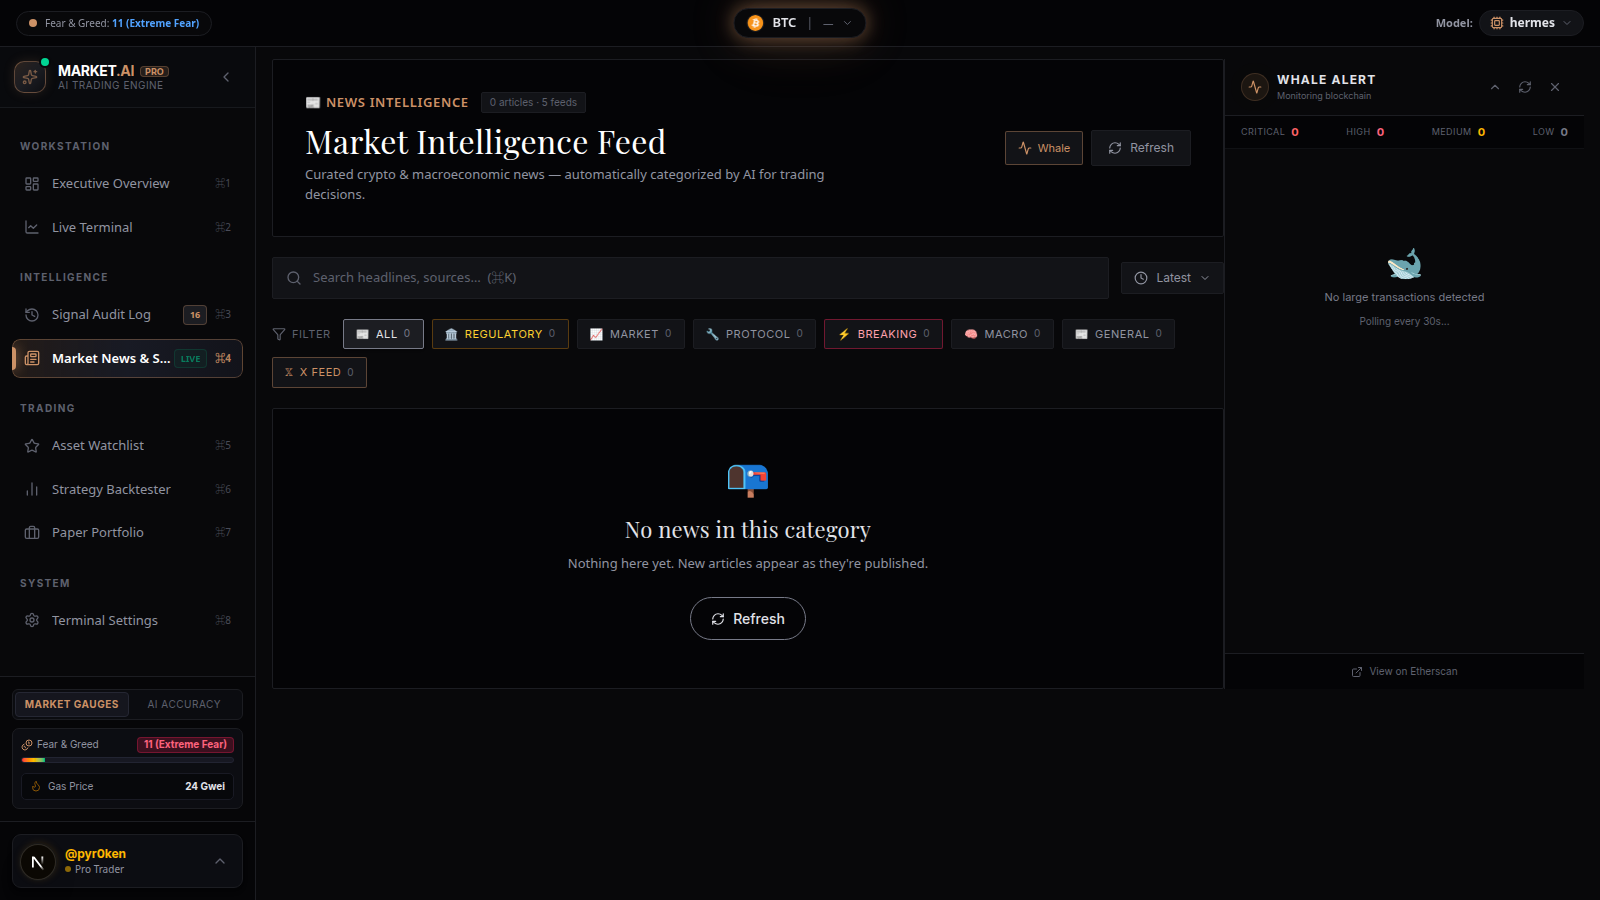 Fear & Greed: 11 (Extreme Fear)
BTC | —
Model: hermes
MARKET.AI PRO
AI TRADING ENGINE
WORKSTATION
Executive Overview ⌘1
Live Terminal ⌘2
INTELLIGENCE
Signal Audit Log 16 ⌘3
Market News & S... LIVE ⌘4
TRADING
Asset Watchlist ⌘5
Strategy Backtester ⌘6
Paper Portfolio ⌘7
SYSTEM
Terminal Settings ⌘8
MARKET GAUGES AI ACCURACY
Fear & Greed 11 (Extreme Fear)
Gas Price 24 Gwei
@pyr0ken
Pro Trader
NEWS INTELLIGENCE 0 articles · 5 feeds
Market Intelligence Feed
Curated crypto & macroeconomic news — automatically categorized by AI for trading
decisions.
Whale Refresh
Search headlines, sources... (⌘K)
Latest
FILTER ALL 0 REGULATORY 0 MARKET 0 PROTOCOL 0 BREAKING 0 MACRO 0 GENERAL 0
𝕏 X FEED 0
No news in this category
Nothing here yet. New articles appear as they're published.
Refresh
WHALE ALERT
Monitoring blockchain
CRITICAL 0 HIGH 0 MEDIUM 0 LOW 0
No large transactions detected
Polling every 30s...
View on Etherscan